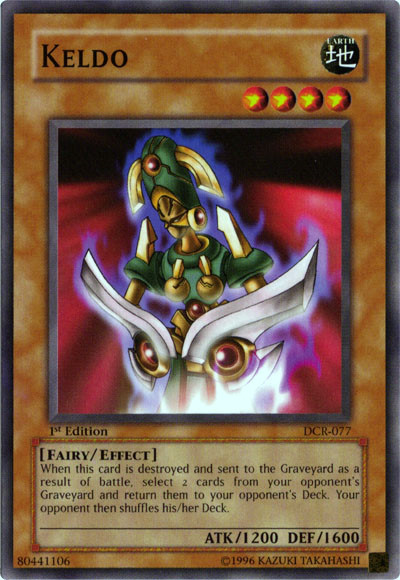 KELDO
EARTH
地
1st Edition
DCR-077
[FAIRY/EFFECT]
When this card is destroyed and sent to the Graveyard as a
result of battle, select 2 cards from your opponent's
Graveyard and return them to your opponent's Deck. Your
opponent then shuffles his/her Deck.
ATK/1200 DEF/1600
80441106
©1996 KAZUKI TAKAHASHI